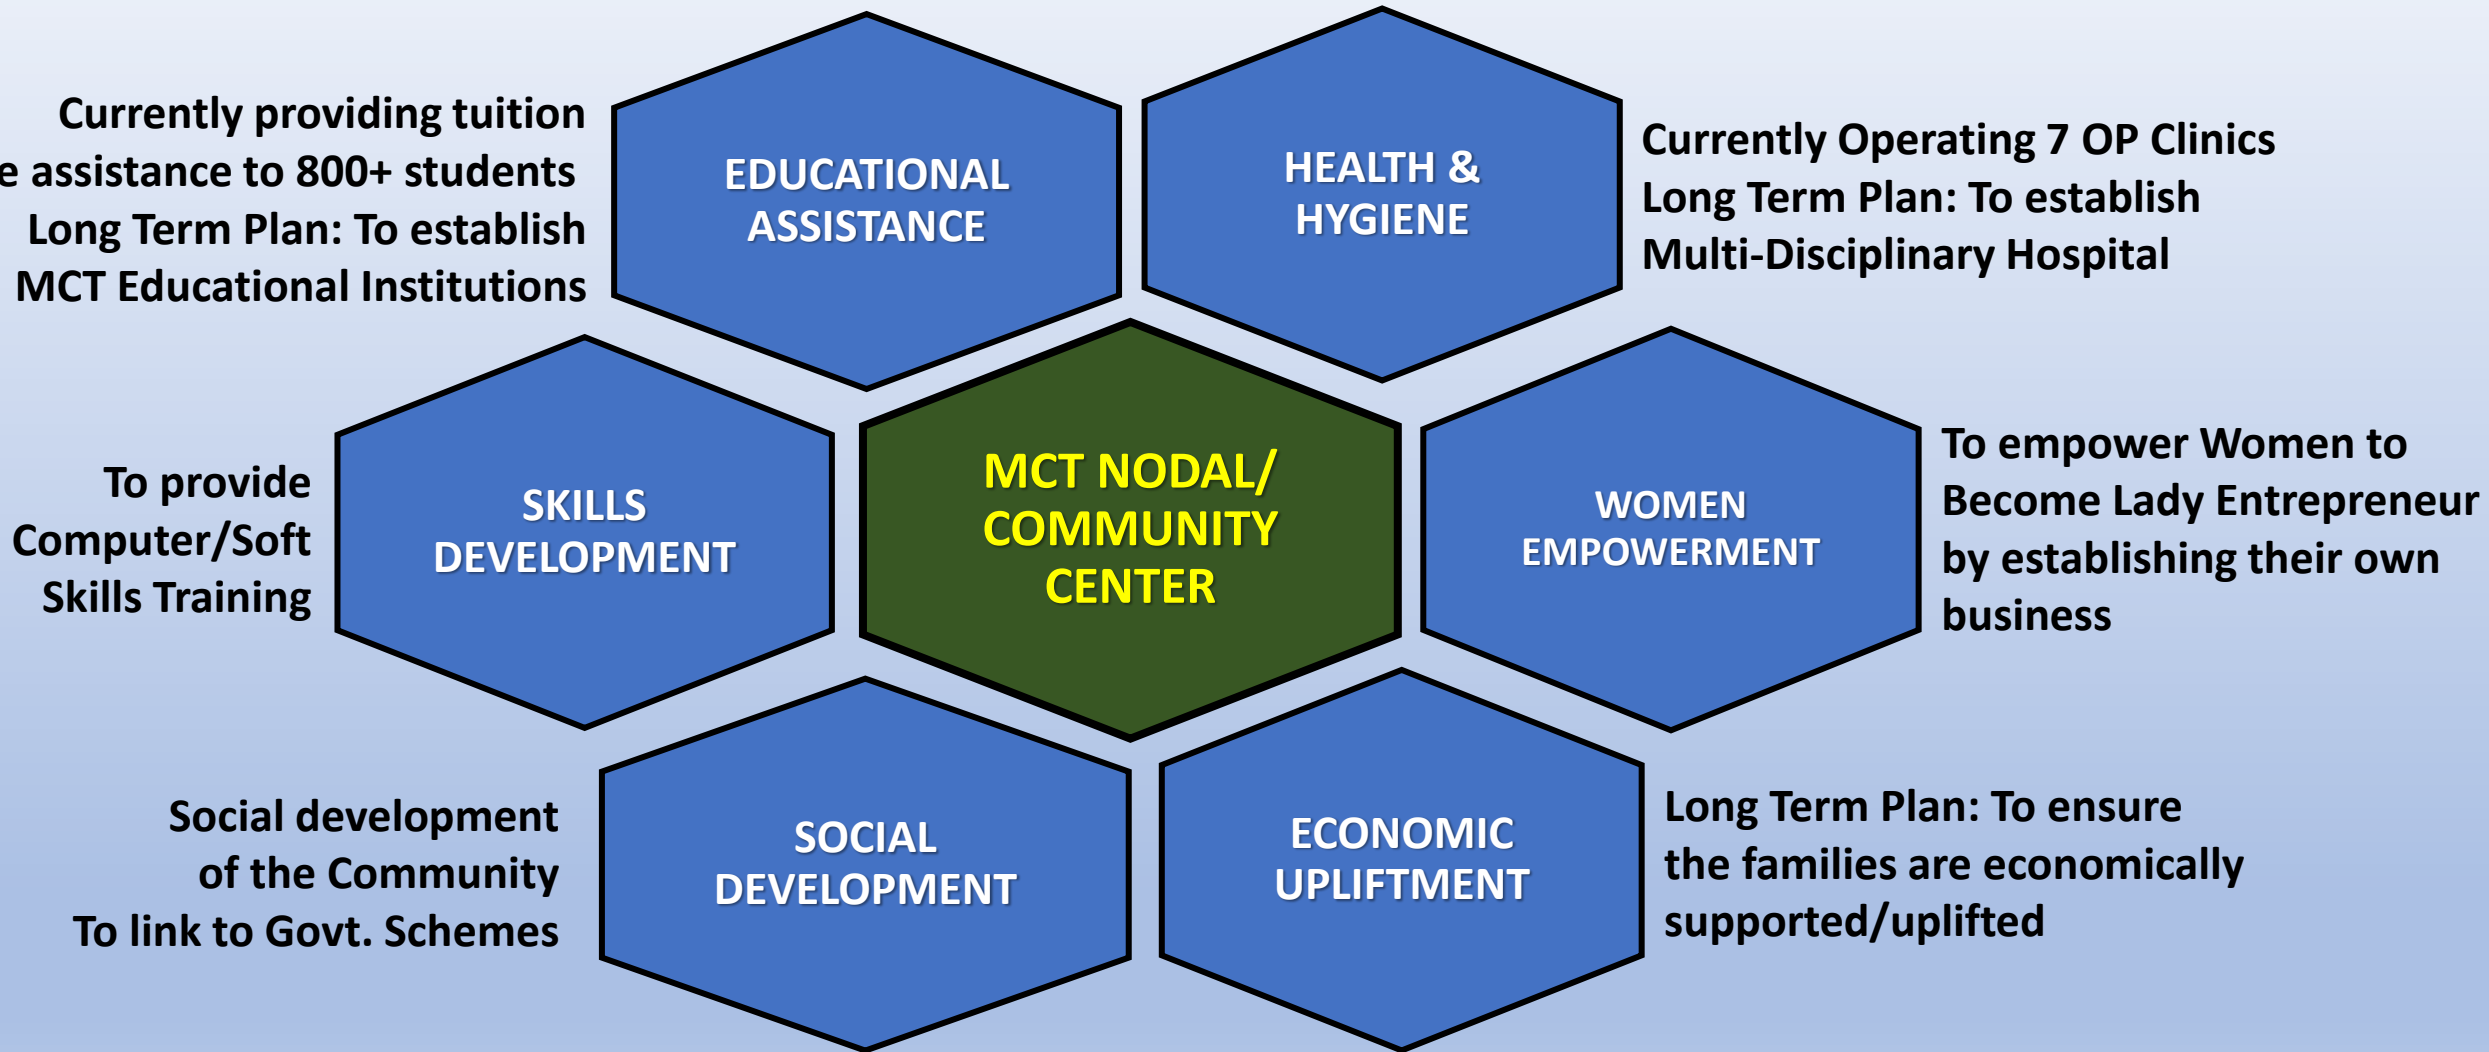 Currently providing tuition
e assistance to 800+ students
Long Term Plan: To establish
MCT Educational Institutions
EDUCATIONAL
ASSISTANCE
HEALTH &
HYGIENE
Currently Operating 7 OP Clinics
Long Term Plan: To establish
Multi-Disciplinary Hospital
To provide
Computer/Soft
Skills Training
SKILLS
DEVELOPMENT
MCT NODAL/
COMMUNITY
CENTER
WOMEN
EMPOWERMENT
To empower Women to
Become Lady Entrepreneur
by establishing their own
business
Social development
of the Community
To link to Govt. Schemes
SOCIAL
DEVELOPMENT
ECONOMIC
UPLIFTMENT
Long Term Plan: To ensure
the families are economically
supported/uplifted